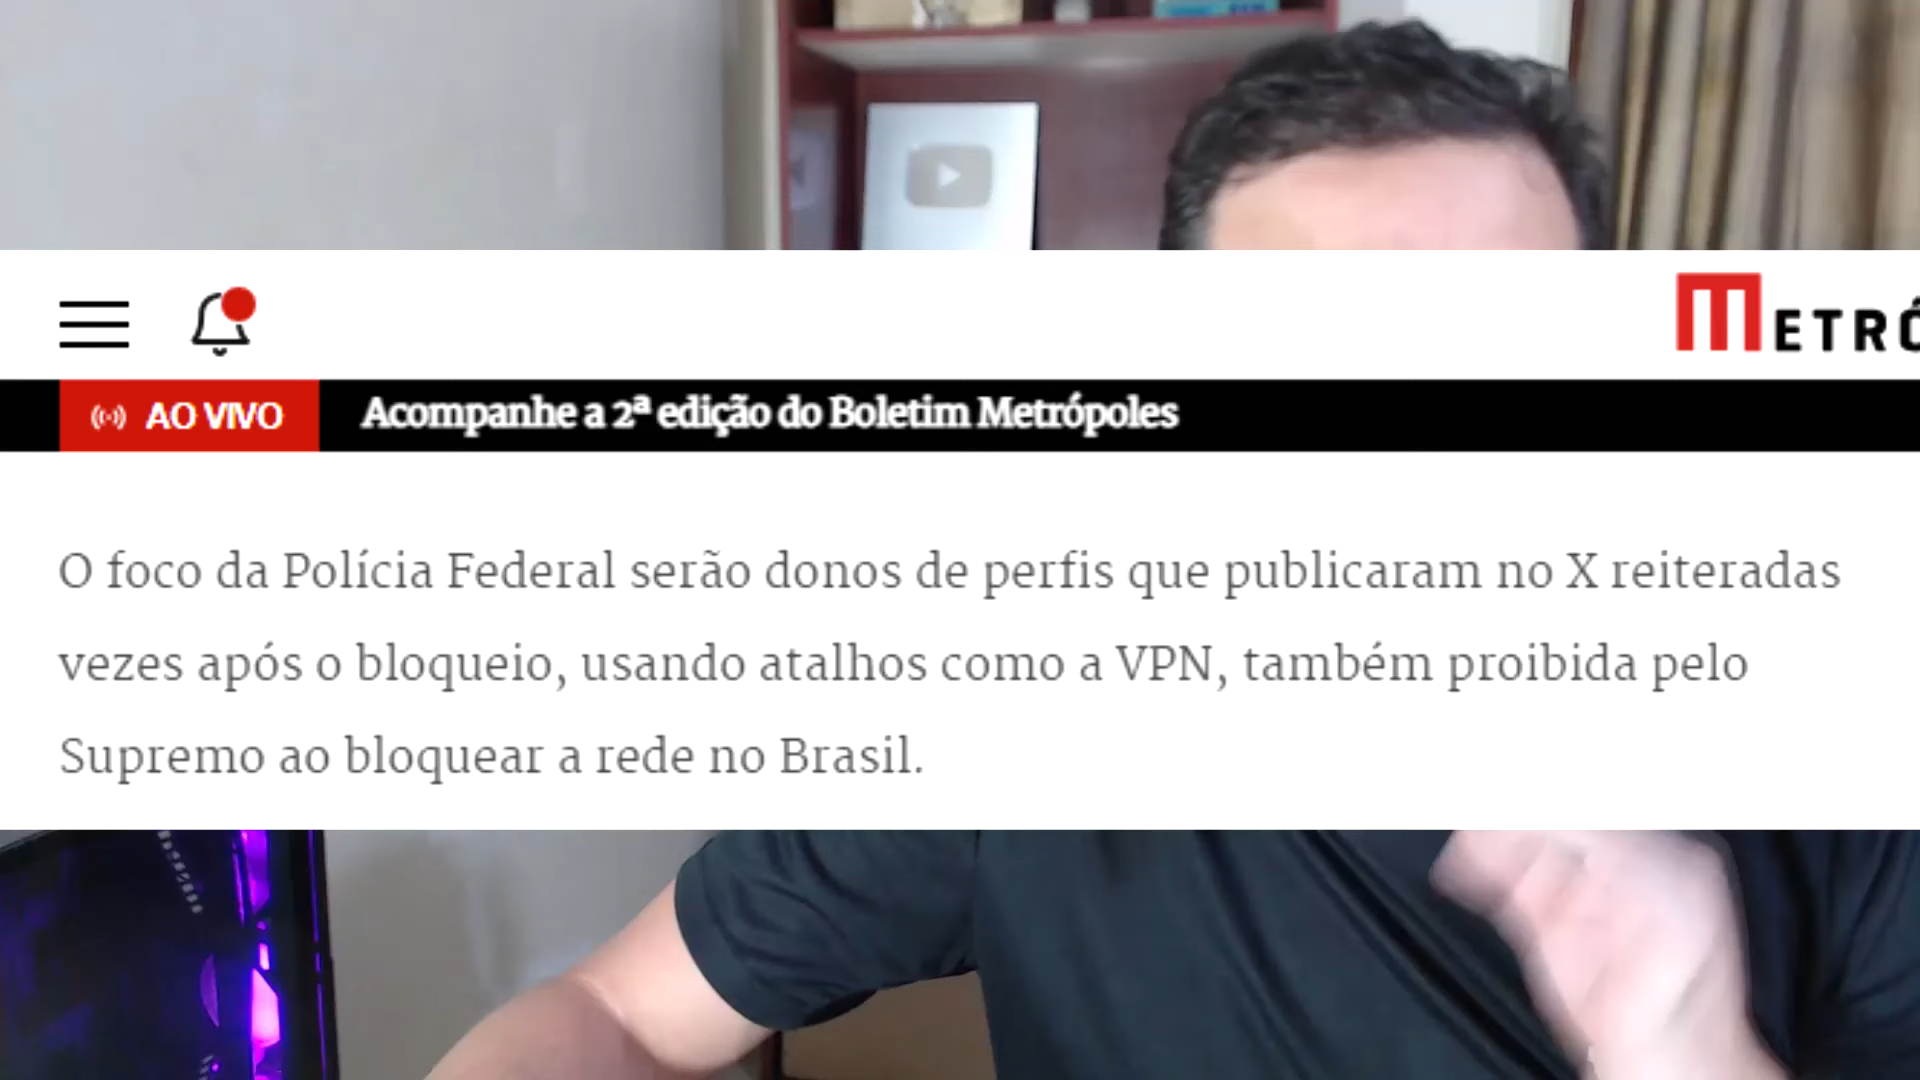 METRÓ
AO VIVO Acompanhe a 2ª edição do Boletim Metrópoles
O foco da Polícia Federal serão donos de perfis que publicaram no X reiteradas
vezes após o bloqueio, usando atalhos como a VPN, também proibida pelo
Supremo ao bloquear a rede no Brasil.